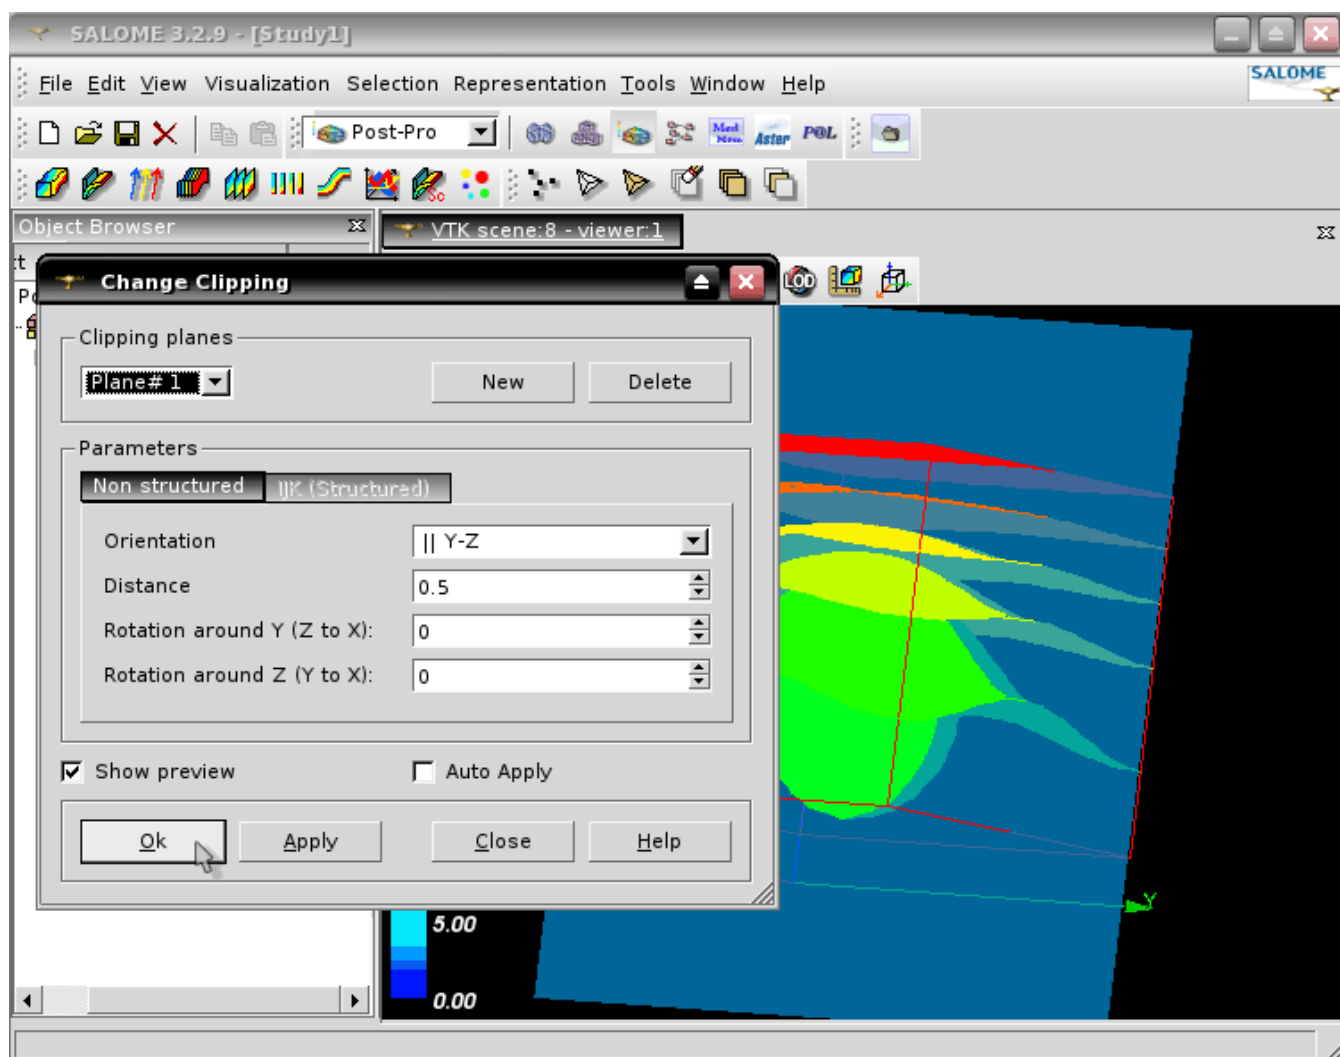 SALOME 3.2.9 - [Study1]
File Edit View Visualization Selection Representation Tools Window Help
SALOME
Post-Pro
Med Mem
Aster
POL
Sc
Object Browser
VTK scene:8 - viewer:1
Change Clipping
LOD
Clipping planes
Plane# 1
New
Delete
Parameters
Non structured
IJK (Structured)
Orientation
|| Y-Z
Distance
0.5
Rotation around Y (Z to X):
0
Rotation around Z (Y to X):
0
Show preview
Auto Apply
Ok
Apply
Close
Help
Y
5.00
0.00